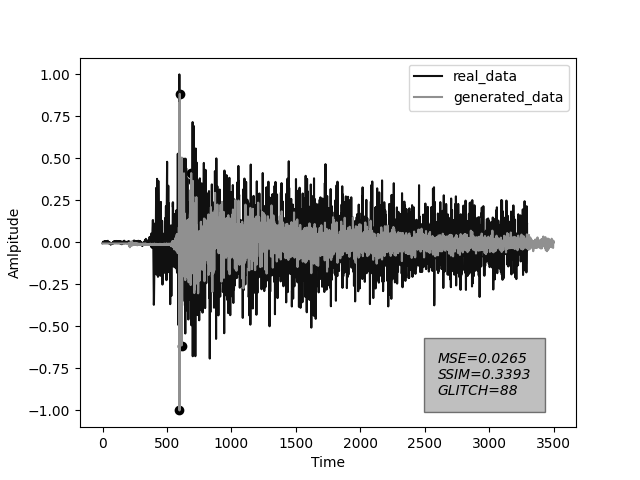 1.00
0.75
0.50
0.25
0.00
−0.25
−0.50
−0.75
−1.00
Amlpitude
real_data
generated_data
MSE=0.0265
SSIM=0.3393
GLITCH=88
0 500 1000 1500 2000 2500 3000 3500
Time